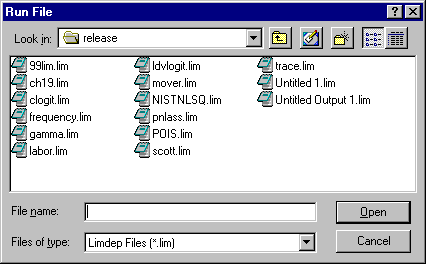 Run File
Look in: release
99lim.lim
ch19.lim
clogit.lim
frequency.lim
gamma.lim
labor.lim
ldvlogit.lim
mover.lim
NISTNLSQ.lim
pnlass.lim
POIS.lim
scott.lim
trace.lim
Untitled 1.lim
Untitled Output 1.lim
File name: Open
Files of type: Limdep Files (*.lim) Cancel